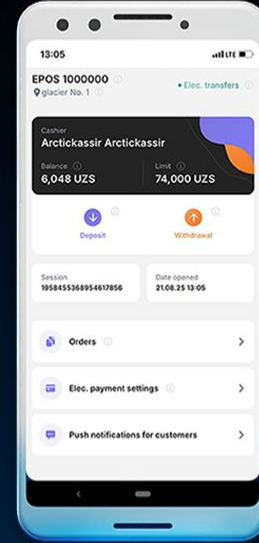 13:05
LTE
EPOS 1000000
glacier No. 1
Elec. transfers
Cashier
Arctickassir Arctickassir
Balance
Limit
6,048 UZS
74,000 UZS
Deposit
Withdrawal
Session
Date opened
1958455368954617856
21.08.25 13:05
Orders
Elec. payment settings
Push notifications for customers